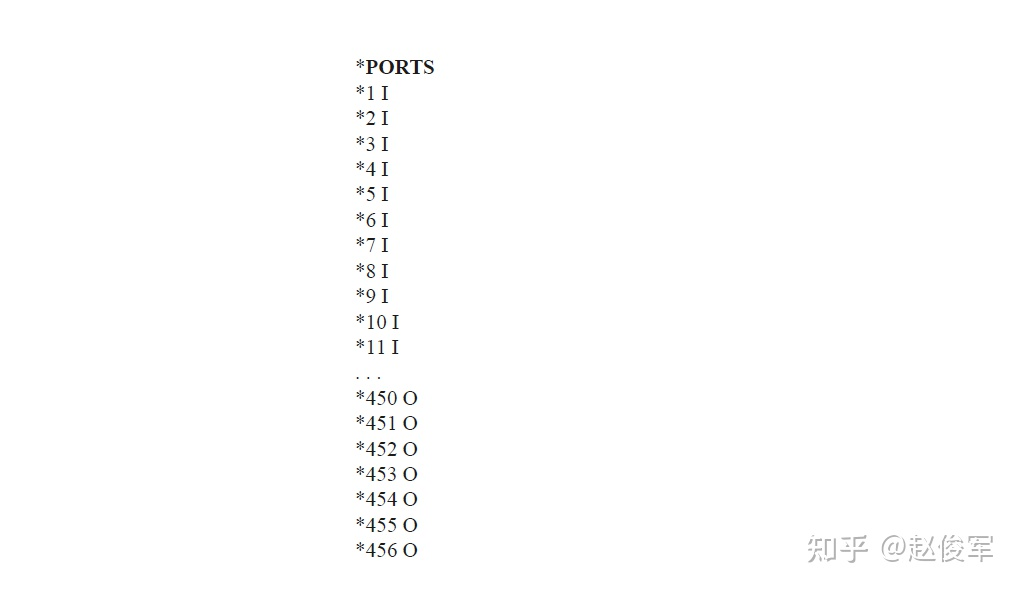 *PORTS
*1 I
*2 I
*3 I
*4 I
*5 I
*6 I
*7 I
*8 I
*9 I
*10 I
*11 I
. . .
*450 O
*451 O
*452 O
*453 O
*454 O
*455 O
*456 O
知乎 @赵俊军